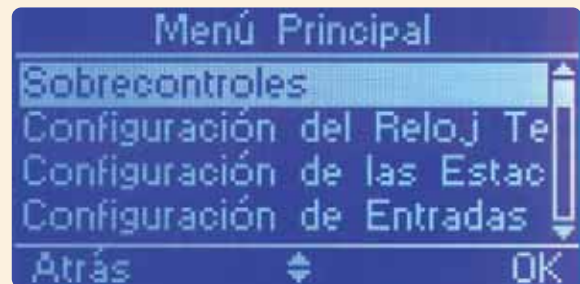 Menú Principal
Sobrecontroles
Configuración del Reloj Te
Configuración de las Estac
Configuración de Entradas
Atrás OK